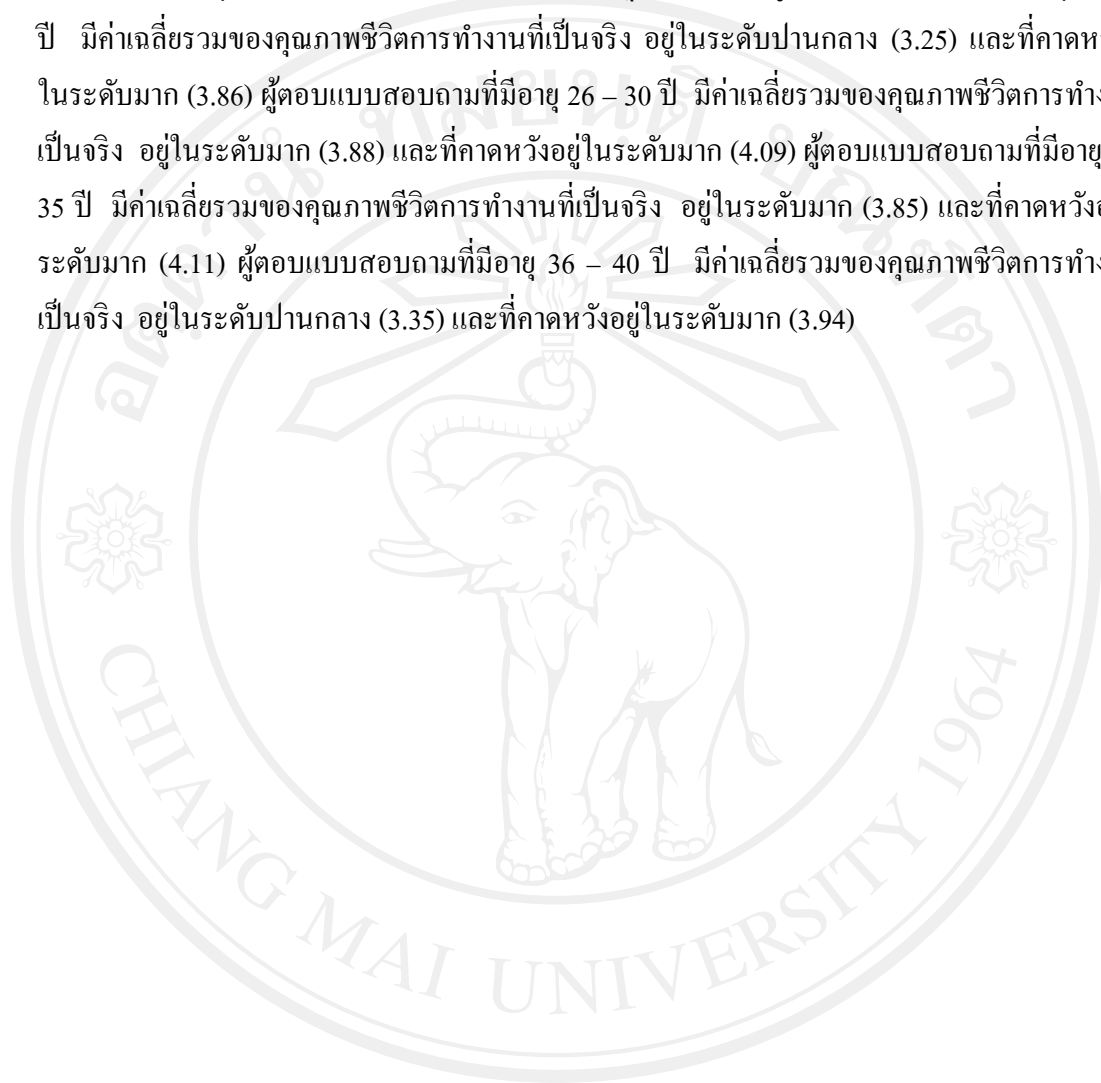 ปี มีค่าเฉลี่ยรวมของคุณภาพชีวิตการทำงานที่เป็นจริง อยู่ในระดับปานกลาง (3.25) และที่คาดห
ในระดับมาก (3.86) ผู้ตอบแบบสอบถามที่มีอายุ 26 – 30 ปี มีค่าเฉลี่ยรวมของคุณภาพชีวิตการทำ
เป็นจริง อยู่ในระดับมาก (3.88) และที่คาดหวังอยู่ในระดับมาก (4.09) ผู้ตอบแบบสอบถามที่มีอายุ
35 ปี มีค่าเฉลี่ยรวมของคุณภาพชีวิตการทำงานที่เป็นจริง อยู่ในระดับมาก (3.85) และที่คาดหวัง
ระดับมาก (4.11) ผู้ตอบแบบสอบถามที่มีอายุ 36 – 40 ปี มีค่าเฉลี่ยรวมของคุณภาพชีวิตการทำ
เป็นจริง อยู่ในระดับปานกลาง (3.35) และที่คาดหวังอยู่ในระดับมาก (3.94)
CHIANG MAI UNIVERSITY 1964